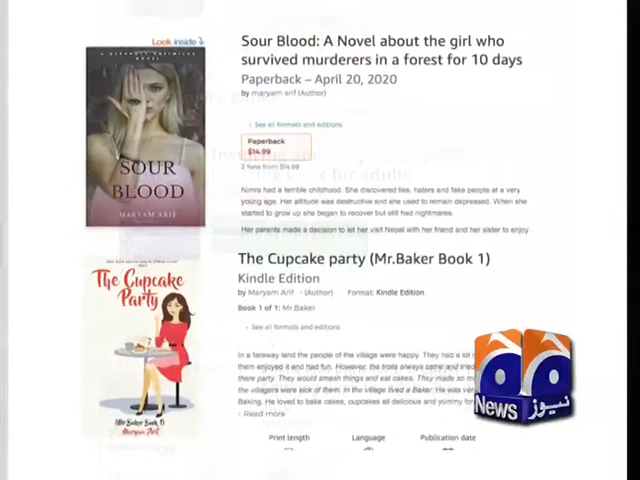 Look inside
Sour Blood: A Novel about the girl who
survived murderers in a forest for 10 days
Paperback – April 20, 2020
by maryam arif (Author)
See all formats and editions
Paperback
$14.99
2 New from $14.99
NOVEL
SOUR
BLOOD
MARYAM ARIF
Nimra had a terrible childhood. She discovered lies, haters and fake people at a very
young age. Her attitude was destructive and she used to remain depressed. When she
started to grow up she began to recover but still had nightmares.
Her parents made a decision to let her visit Nepal with her friend and her sister to enjoy
The Cupcake party (Mr.Baker Book 1)
Kindle Edition
by Maryam Arif (Author) Format: Kindle Edition
Book 1 of 1: Mr.Baker
See all formats and editions
The Cupcake
Party
(Mr.Baker Book 1)
Maryam Arif
In a faraway land the people of the village were happy. They had a lot
them enjoyed it and had fun. However, the trolls always came and tried
there party. They would smash things and eat cakes. They made so m
the villagers were sick of them. In the village lived a Baker. He was ver
Baking. He loved to bake cakes, cupcakes all delicious and yummy for
Read more
Print length Language Publication date
News نیوز